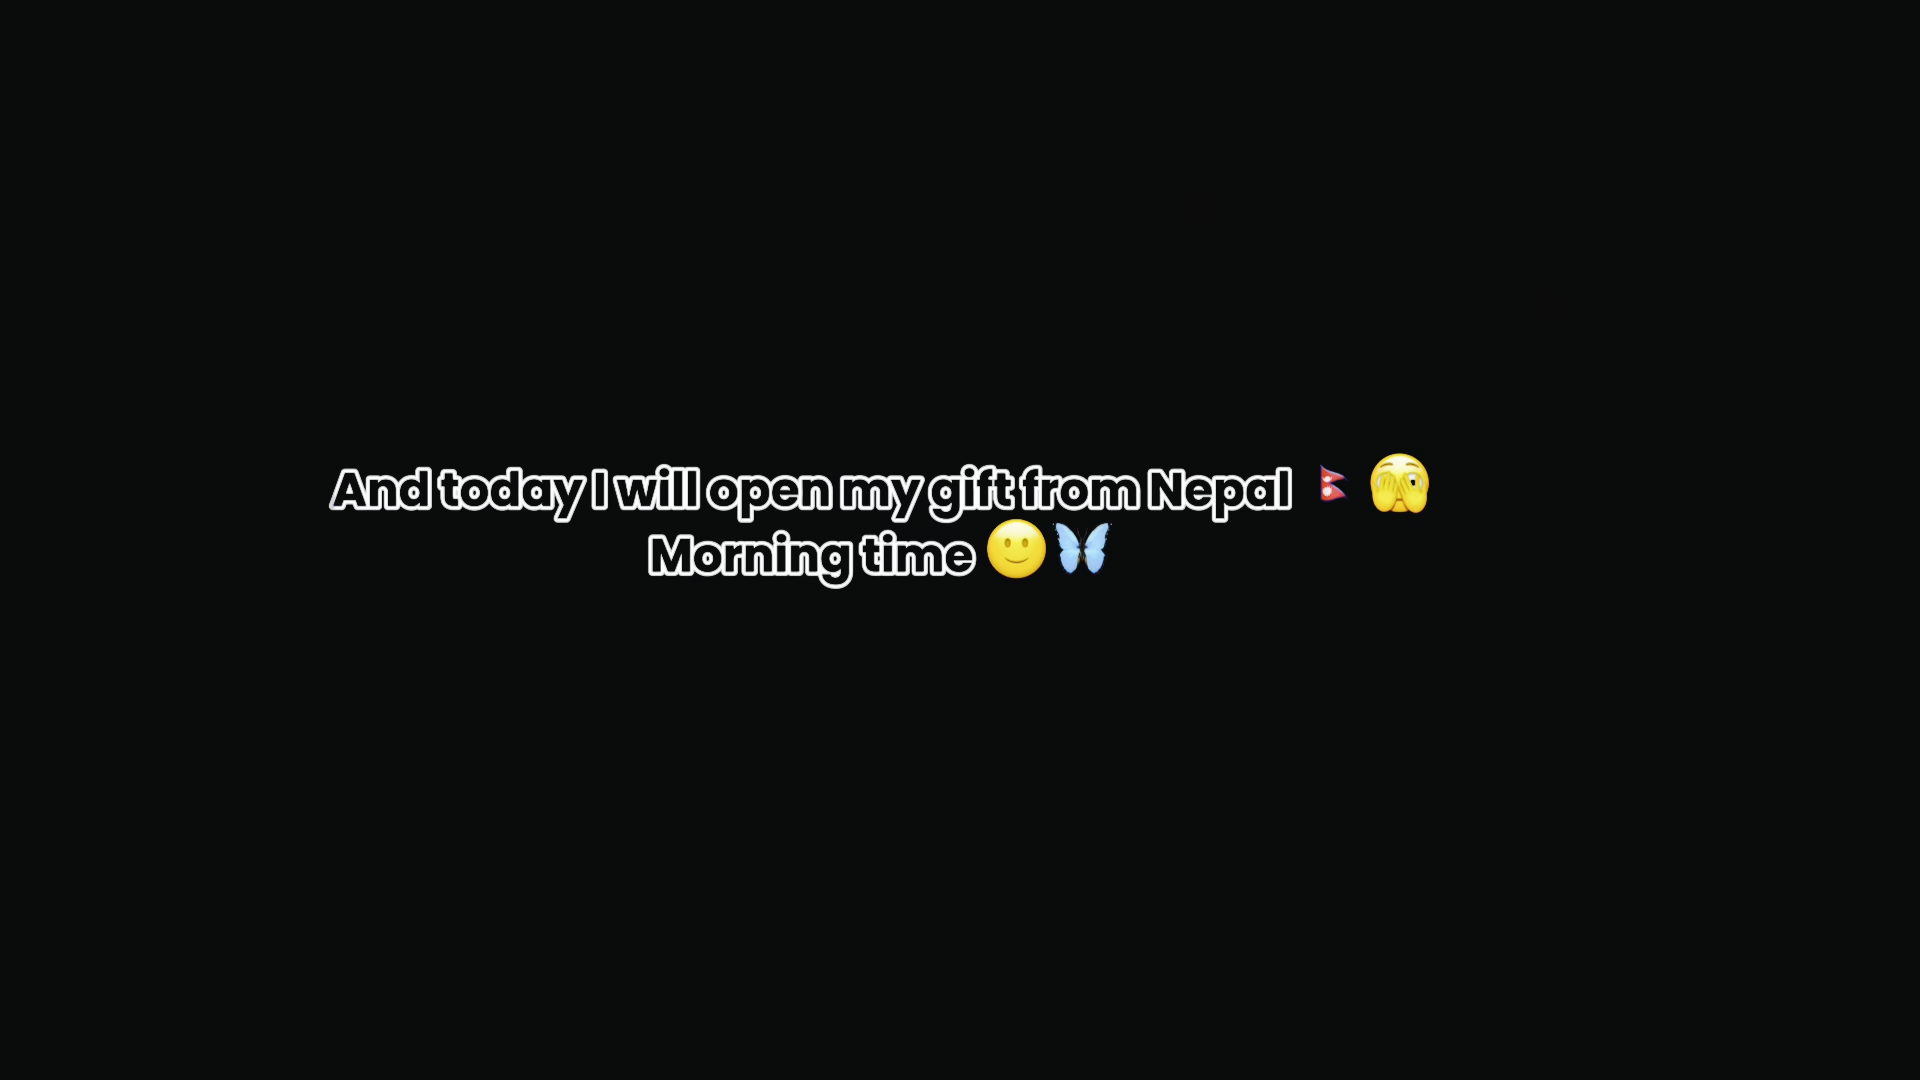 And today I will open my gift from Nepal 🇳🇵🫣
Morning time 🙂🦋